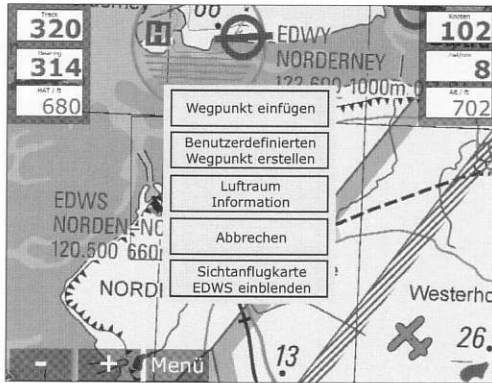 Track
320
Bearing
314
HAT / ft
680
Knoten
102
8
Alt / ft
702
H
EDWY
NORDERNEY
122.600 1000m
EDWS
NORDEN-NO
120.500 660
NORD
Wegpunkt einfügen
Benutzerdefinierten
Wegpunkt erstellen
Luftraum
Information
Abbrechen
Sichtanflugkarte
EDWS einblenden
Westerho
13
26.
-
+
Menü